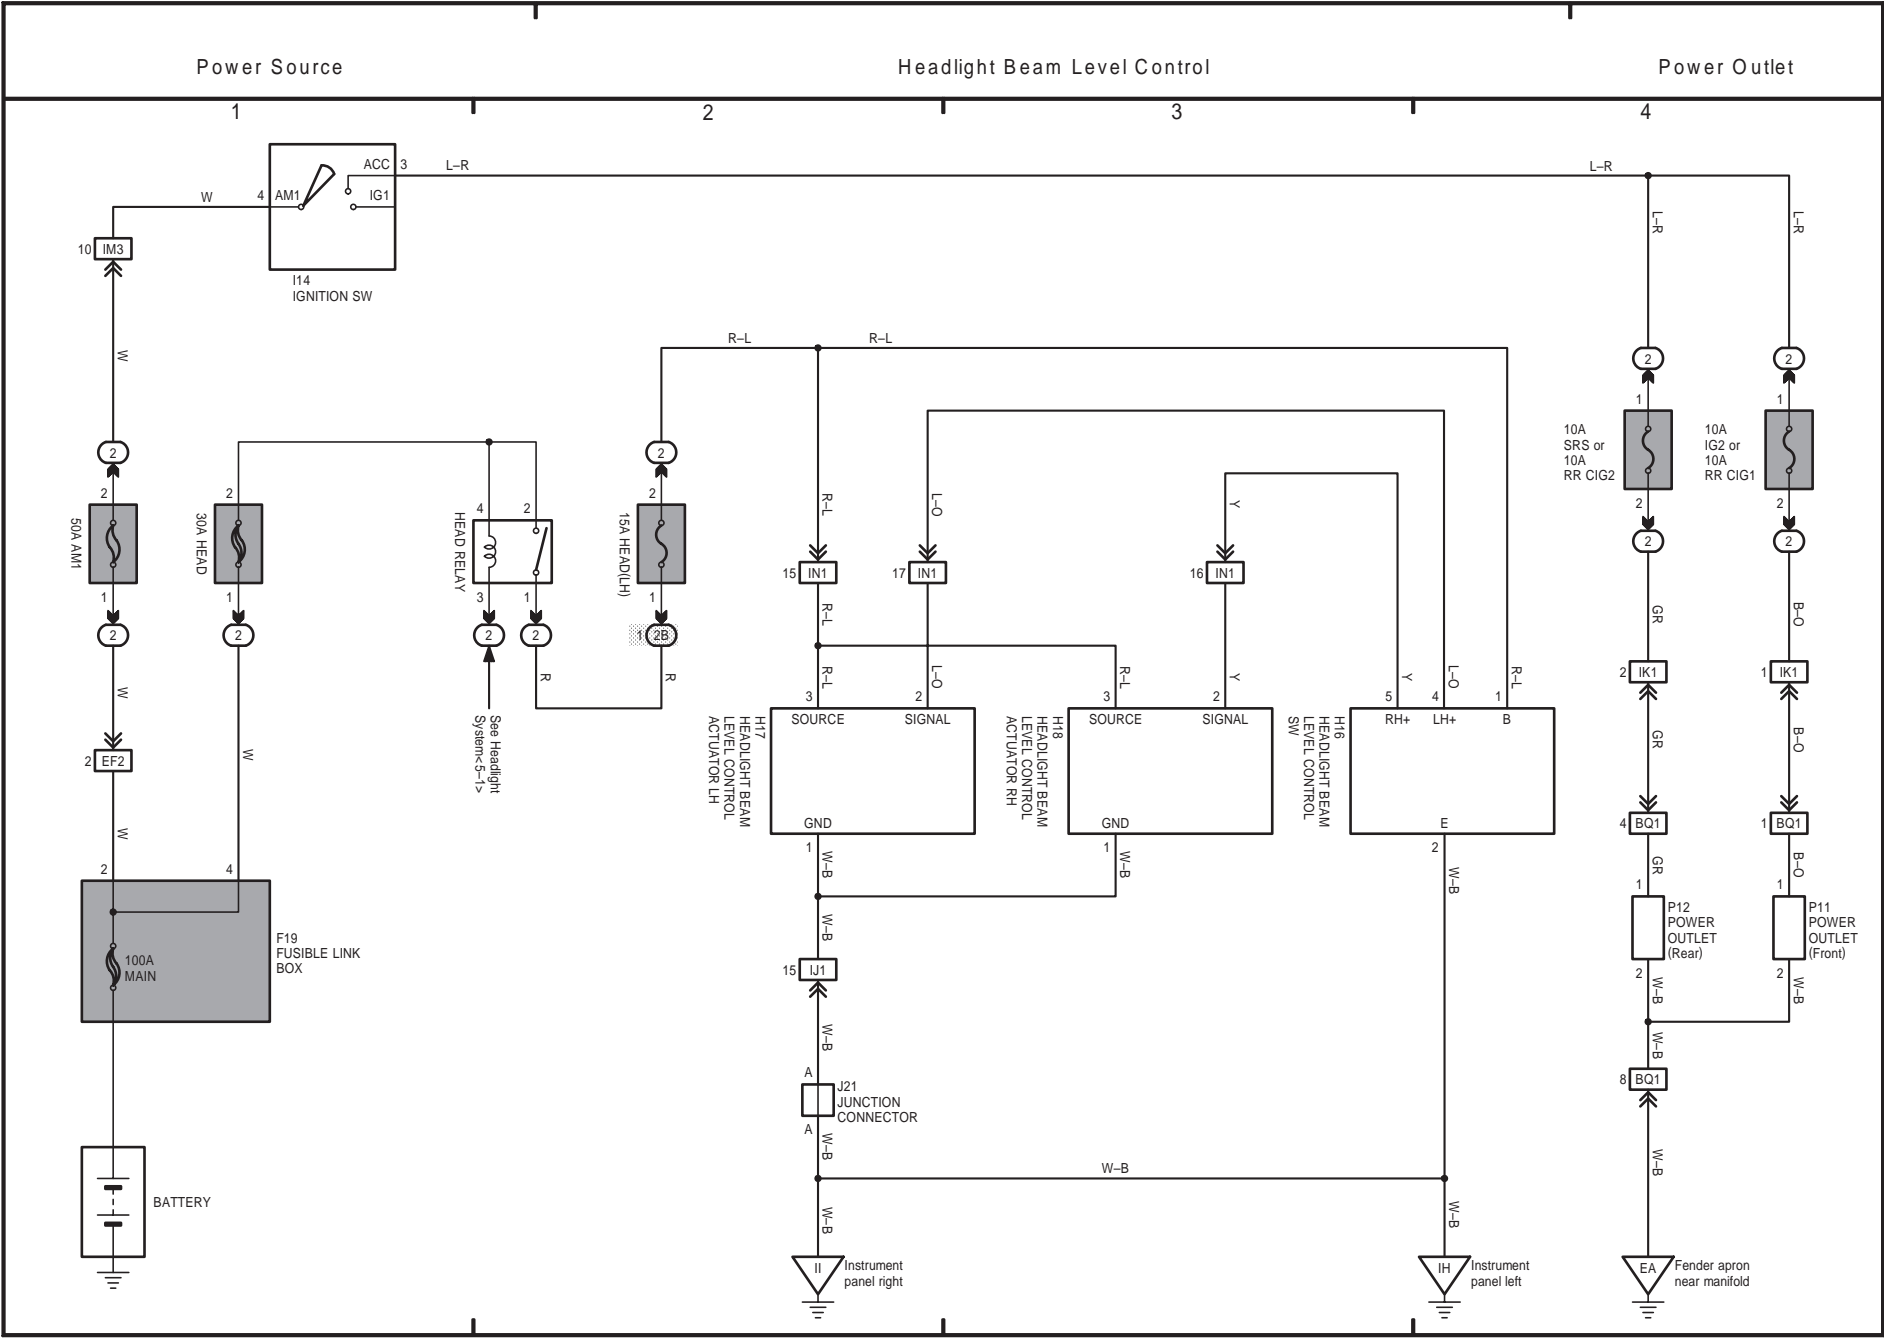 Power Source
Headlight Beam Level Control
Power Outlet
1
2
3
4
ACC 3
L–R
L–R
W
4 AM1
IG1
I14
IGNITION SW
10 IM3
L–R
L–R
W
R–L
R–L
2
2
1
1
10A
SRS or
10A
RR CIG2
10A
IG2 or
10A
RR CIG1
2
2
2
2
2
2
2
2
4
2
2
50A AM1
30A HEAD
HEAD RELAY
15A HEAD(LH)
R–L
L–O
Y
15 IN1
17 IN1
16 IN1
1
1
3
1
1
2
2
2
2
1 2B
R–L
GR
B–O
W
R
R
W
2 EF2
W
See Headlight
System<5–1>
R–L
L–O
R–L
Y
Y
L–O
R–L
2 IK1
1 IK1
3
2
3
2
5
4
1
SOURCE
SIGNAL
SOURCE
SIGNAL
RH+
LH+
B
H17
HEADLIGHT BEAM
LEVEL CONTROL
ACTUATOR LH
H18
HEADLIGHT BEAM
LEVEL CONTROL
ACTUATOR RH
H16
HEADLIGHT BEAM
LEVEL CONTROL
SW
GR
B–O
GND
GND
E
4 BQ1
1 BQ1
W
2
4
1
W–B
1
W–B
2
W–B
GR
B–O
1
1
P12
POWER
OUTLET
(Rear)
P11
POWER
OUTLET
(Front)
W–B
F19
FUSIBLE LINK
BOX
100A
MAIN
15 IJ1
2
W–B
2
W–B
W–B
W–B
8 BQ1
A
J21
JUNCTION
CONNECTOR
A
W–B
W–B
W–B
BATTERY
W–B
W–B
II
Instrument
panel right
IH
Instrument
panel left
EA
Fender apron
near manifold